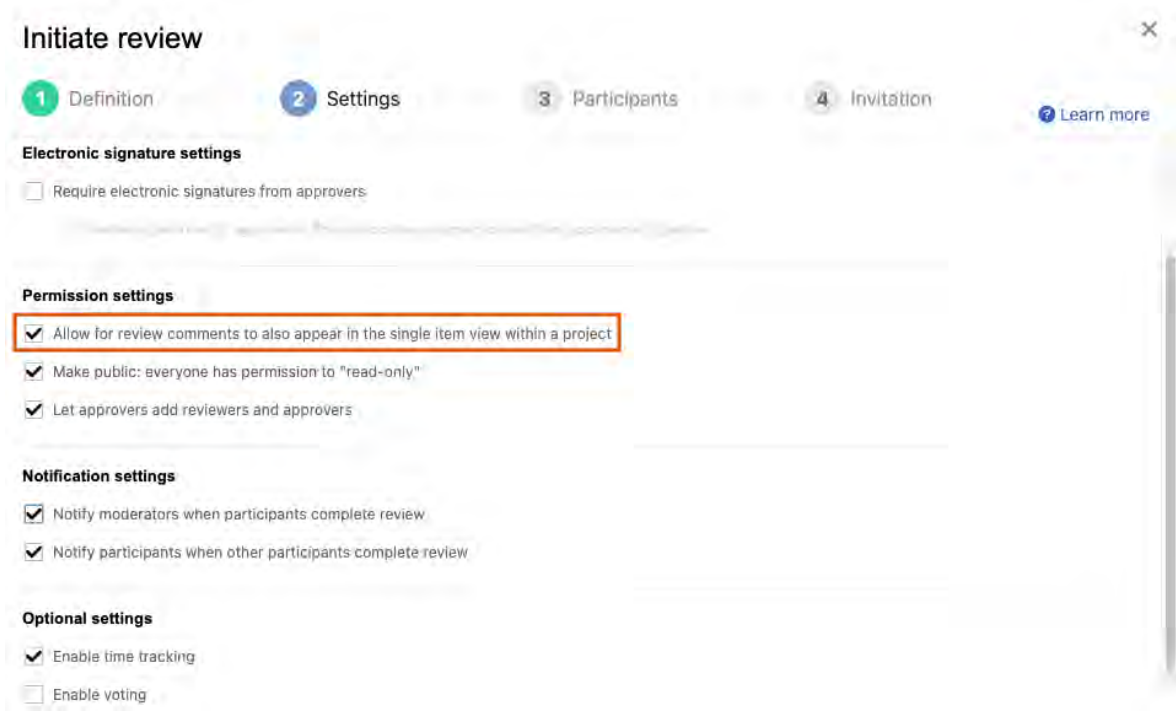 Initiate review
1 Definition
2 Settings
3 Participants
4 Invitation
? Learn more
Electronic signature settings
Require electronic signatures from approvers
Permission settings
Allow for review comments to also appear in the single item view within a project
Make public: everyone has permission to "read-only"
Let approvers add reviewers and approvers
Notification settings
Notify moderators when participants complete review
Notify participants when other participants complete review
Optional settings
Enable time tracking
Enable voting